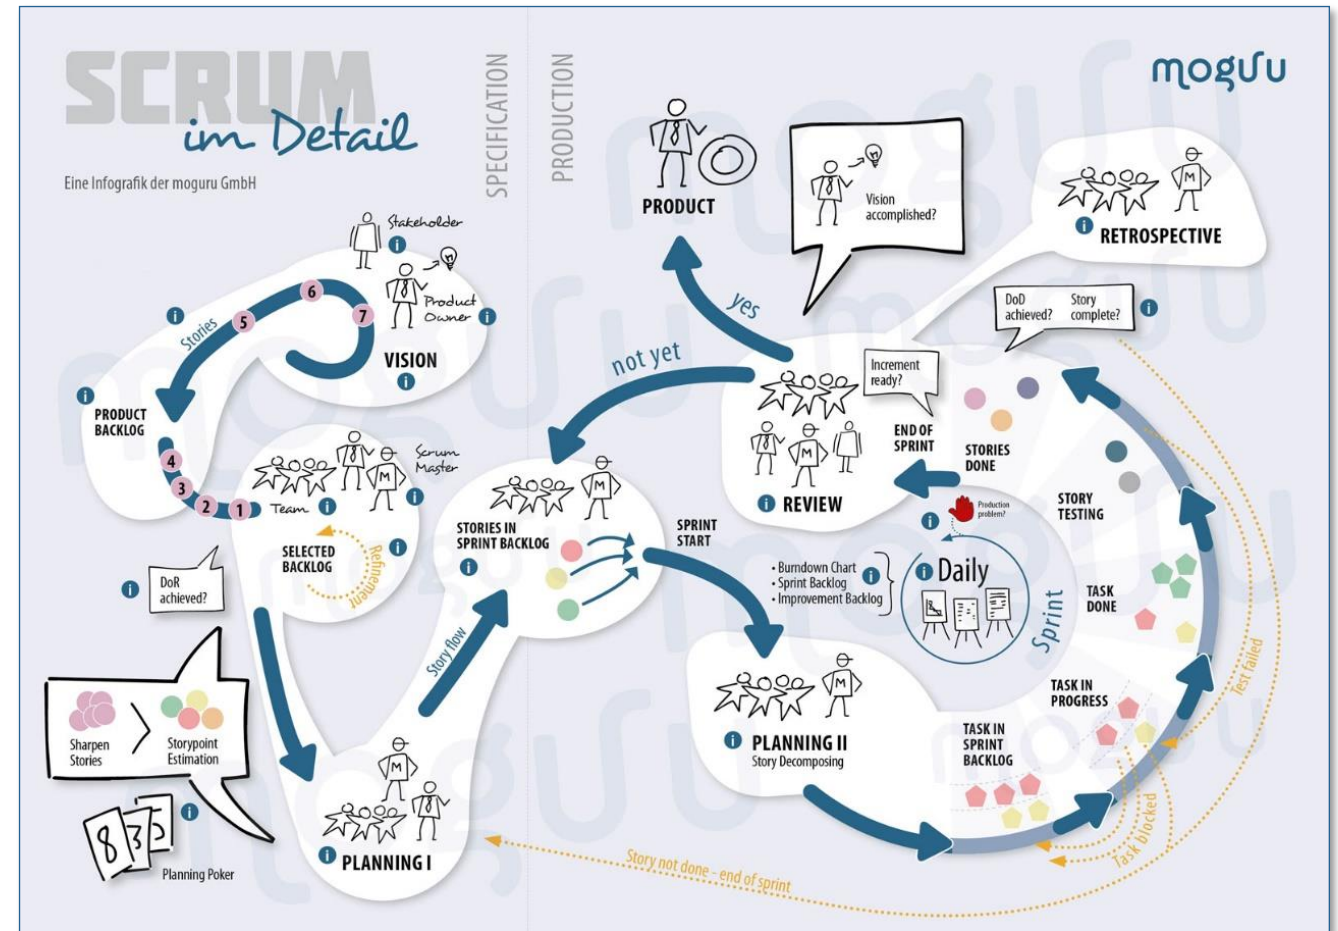 SCRUM
im Detail
Eine Infografik der moguru GmbH
SPECIFICATION
PRODUCTION
moguru
Stakeholder
Product
Owner
7
6
5
Stories
VISION
PRODUCT
BACKLOG
4
3
2
1
Team
Scrum
Master
SELECTED
BACKLOG
Refinement
DoR
achieved?
Sharpen
Stories
Storypoint
Estimation
8
3
5
Planning Poker
M
PLANNING I
Story flow
STORIES IN
SPRINT BACKLOG
M
SPRINT
START
M
PLANNING II
Story Decomposing
TASK IN
SPRINT
BACKLOG
TASK IN
PROGRESS
TASK
DONE
STORY
TESTING
STORIES
DONE
DoD
achieved?
Story
complete?
Test failed
Task blocked
Story not done - end of sprint
Sprint
Daily
• Burndown Chart
• Sprint Backlog
• Improvement Backlog
Production
problem?
END OF
SPRINT
Increment
ready?
M
REVIEW
M
RETROSPECTIVE
Vision
accomplished?
yes
PRODUCT
not yet